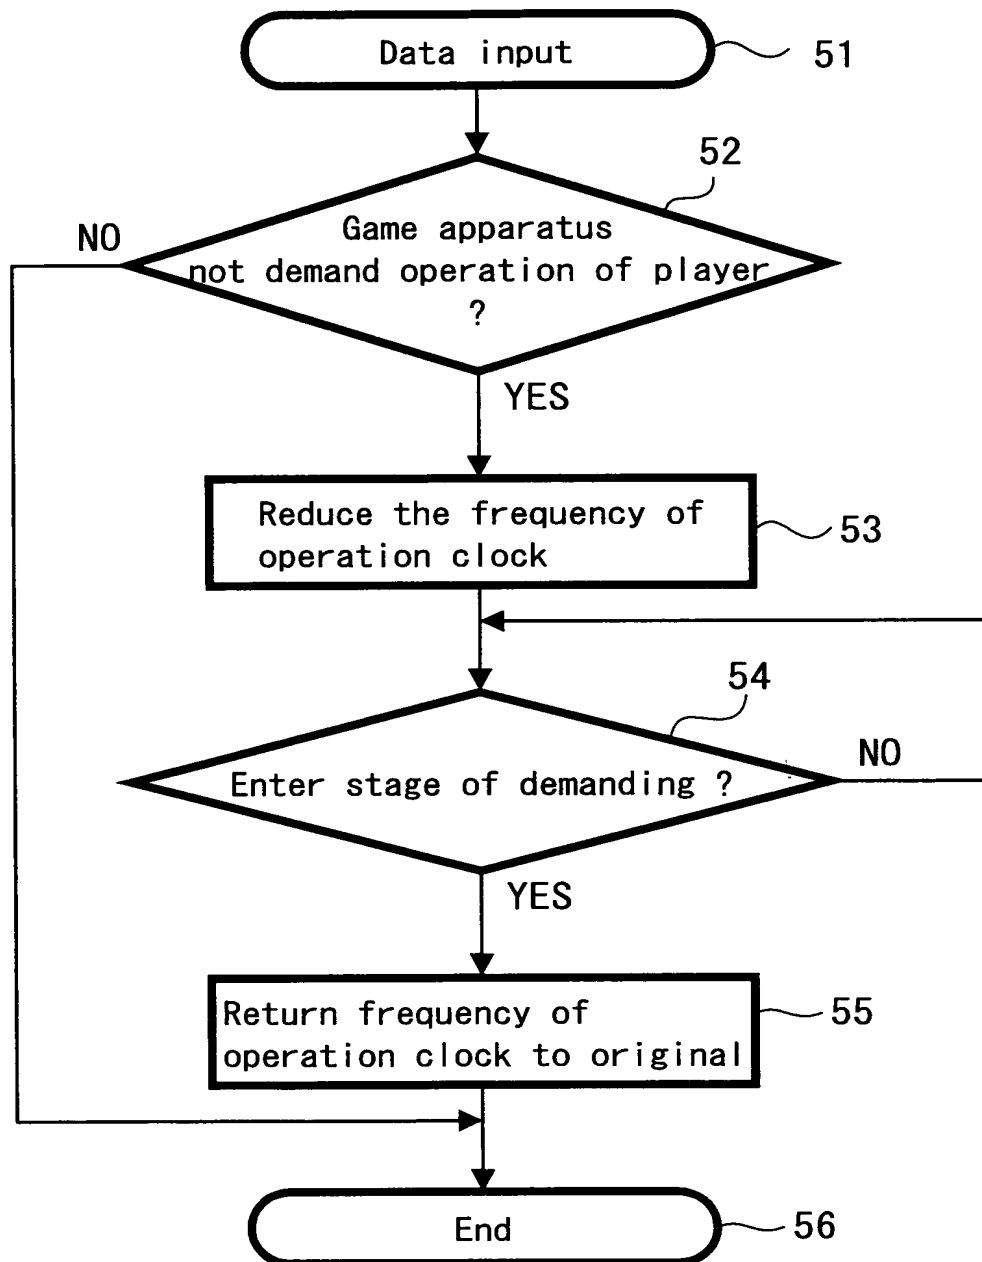 Data input
51
52
NO
Game apparatus
not demand operation of player
?
YES
Reduce the frequency of
operation clock
53
54
NO
Enter stage of demanding ?
YES
Return frequency of
operation clock to original
55
End
56